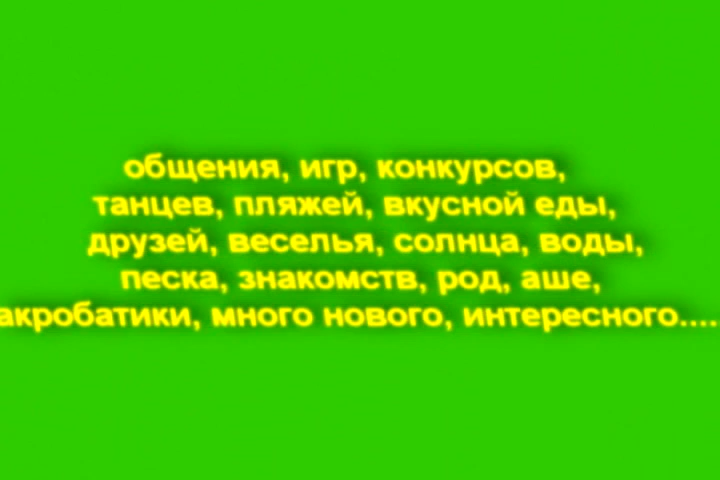 общения, игр, конкурсов,
танцев, пляжей, вкусной еды,
друзей, веселья, солнца, воды,
песка, знакомств, род, аше,
акробатики, много нового, интересного....